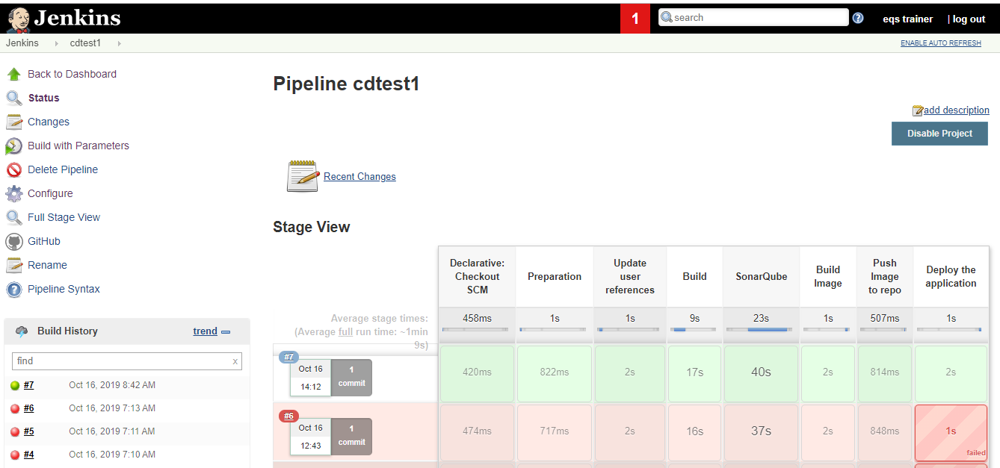 Jenkins
1
search
eqs trainer
| log out
Jenkins
cdtest1
ENABLE AUTO REFRESH
Back to Dashboard
Status
Changes
Build with Parameters
Delete Pipeline
Configure
Full Stage View
GitHub
Rename
Pipeline Syntax
Build History
trend
find
x
#7 Oct 16, 2019 8:42 AM
#6 Oct 16, 2019 7:13 AM
#5 Oct 16, 2019 7:11 AM
#4 Oct 16, 2019 7:10 AM
Pipeline cdtest1
add description
Disable Project
Recent Changes
Stage View
Declarative:
Checkout
SCM
Preparation
Update
user
references
Build
SonarQube
Build
Image
Push
Image
to repo
Deploy the
application
Average stage times:
(Average full run time: ~1min
9s)
458ms 1s 1s 9s 23s 1s 507ms 1s
#7
Oct 16
14:12
1
commit
420ms 822ms 2s 17s 40s 2s 814ms 2s
#6
Oct 16
12:43
1
commit
474ms 717ms 2s 16s 37s 2s 848ms 1s
failed